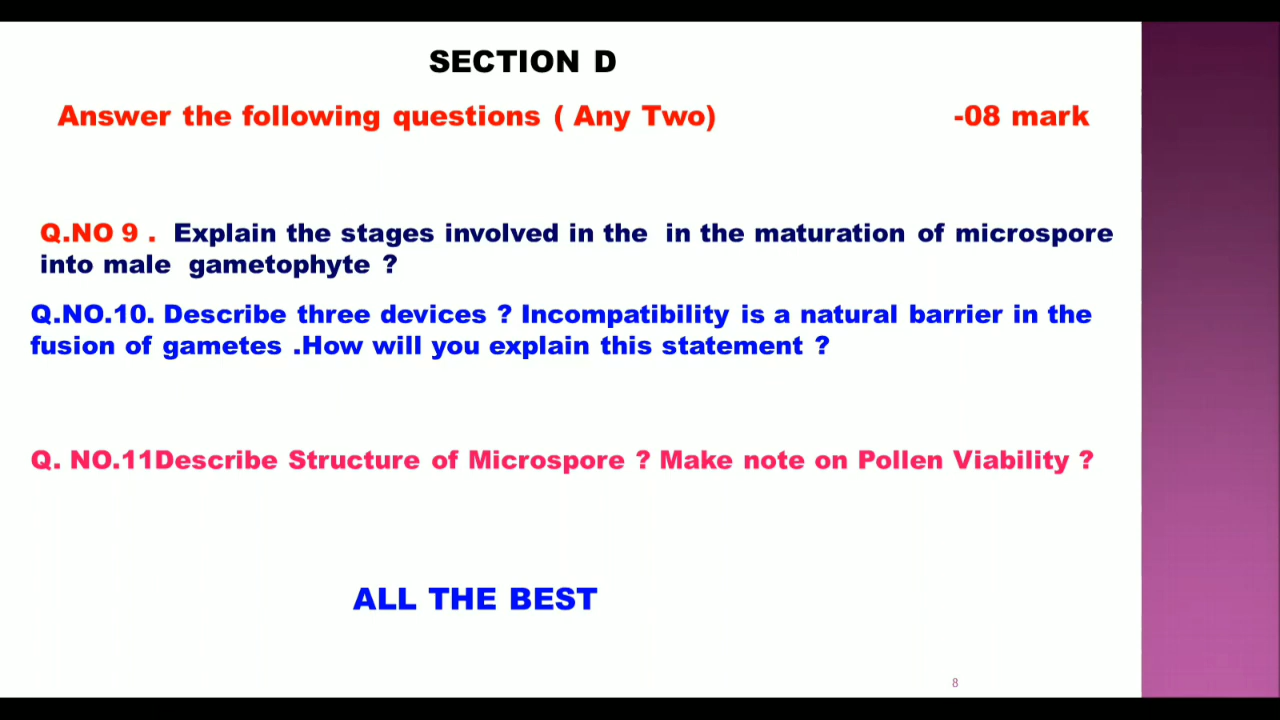 SECTION D
Answer the following questions ( Any Two) -08 mark
Q.NO 9 . Explain the stages involved in the in the maturation of microspore
into male gametophyte ?
Q.NO.10. Describe three devices ? Incompatibility is a natural barrier in the
fusion of gametes .How will you explain this statement ?
Q. NO.11Describe Structure of Microspore ? Make note on Pollen Viability ?
ALL THE BEST
8